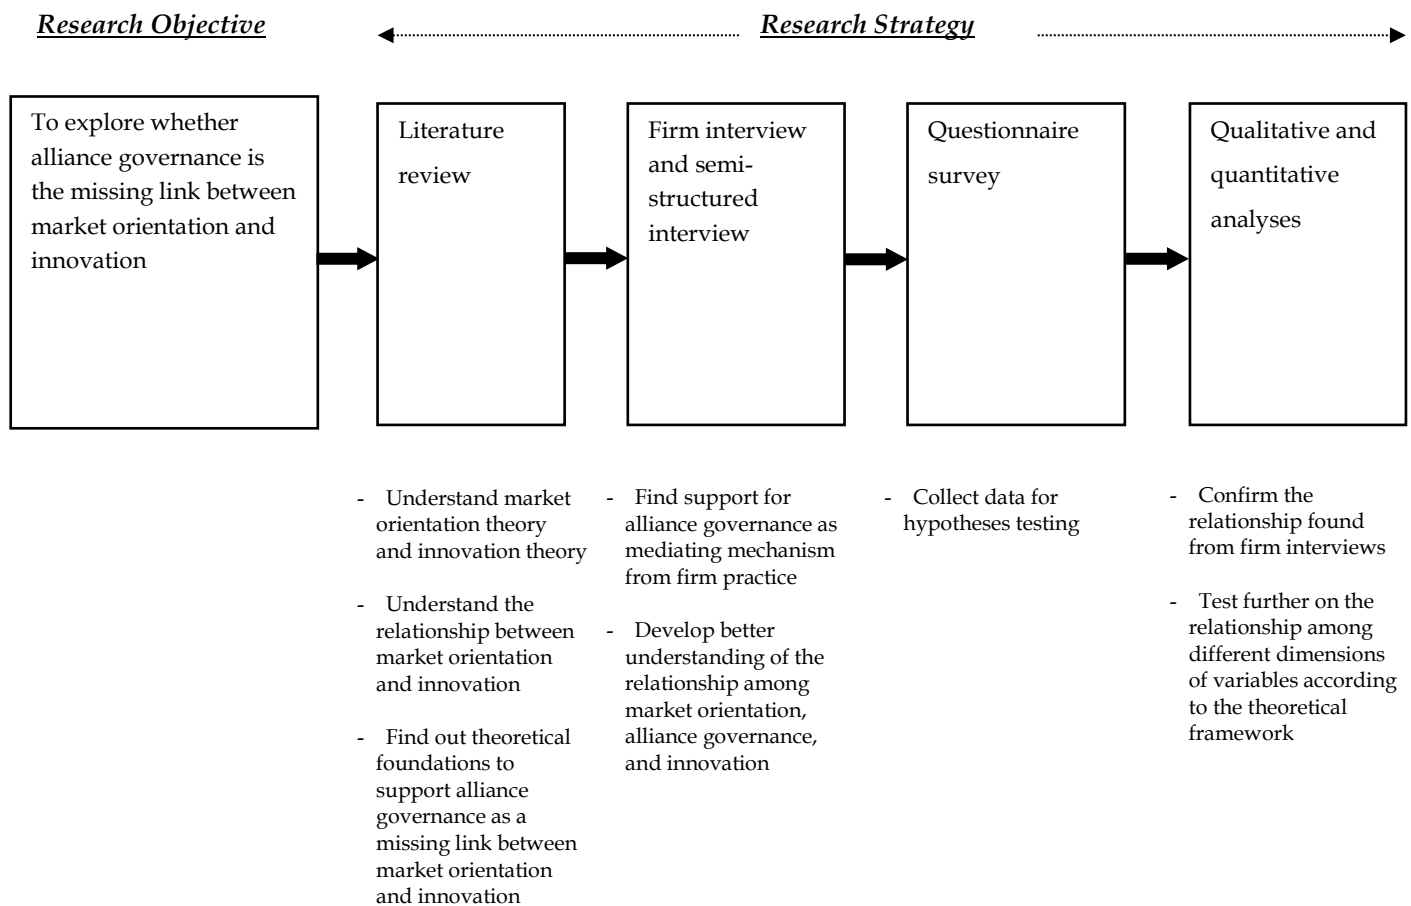 Research Objective
Research Strategy
To explore whether
alliance governance is
the missing link between
market orientation and
innovation
Literature
review
Firm interview
and semi-
structured
interview
Questionnaire
survey
Qualitative and
quantitative
analyses
- Understand market
orientation theory
and innovation theory
- Understand the
relationship between
market orientation
and innovation
- Find out theoretical
foundations to
support alliance
governance as a
missing link between
market orientation
and innovation
- Find support for
alliance governance as
mediating mechanism
from firm practice
- Develop better
understanding of the
relationship among
market orientation,
alliance governance,
and innovation
- Collect data for
hypotheses testing
- Confirm the
relationship found
from firm interviews
- Test further on the
relationship among
different dimensions
of variables according
to the theoretical
framework